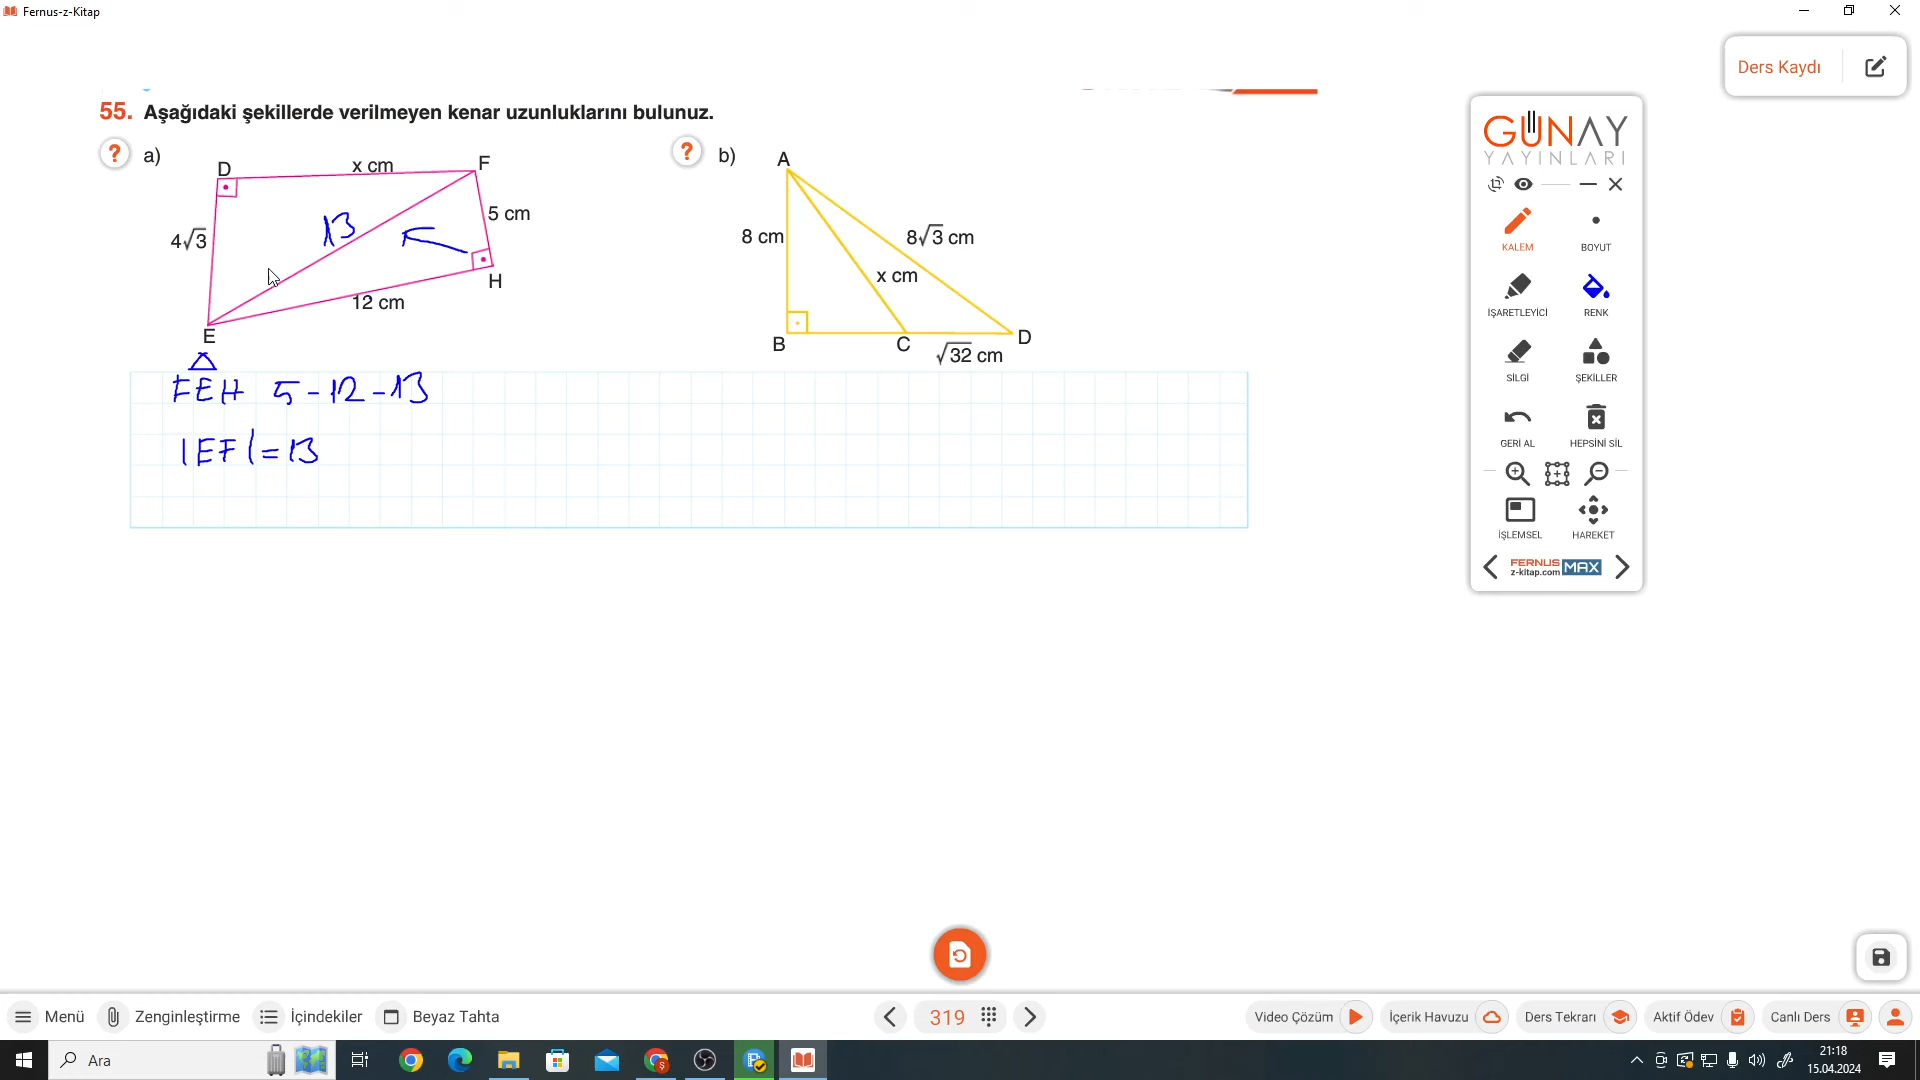 Fernus-z-Kitap
Ders Kaydı
55. Aşağıdaki şekillerde verilmeyen kenar uzunluklarını bulunuz.
? a)
D
x cm
F
13
5 cm
4√3
H
12 cm
E
? b)
A
8 cm
8√3 cm
x cm
B
C
D
√32 cm
FEH 5-12-13
|EF|=13
GÜNAY
YAYINLARI
KALEM
BOYUT
İŞARETLEYİCİ
RENK
SİLGİ
ŞEKİLLER
GERİ AL
HEPSİNİ SİL
İŞLEMSEL
HAREKET
FERNUS
z-kitap.com MAX
Menü
Zenginleştirme
İçindekiler
Beyaz Tahta
319
Video Çözüm
İçerik Havuzu
Ders Tekrarı
Aktif Ödev
Canlı Ders
Ara
21:18
15.04.2024